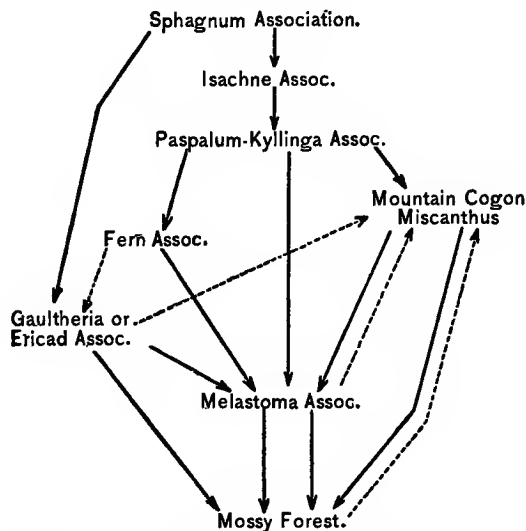 Sphagnum Association.
Isachne Assoc.
Paspalum-Kyllinga Assoc.
Mountain Cogon
Miscanthus
Fern Assoc.
Gaultheria or
Ericad Assoc.
Melastoma Assoc.
Mossy Forest.